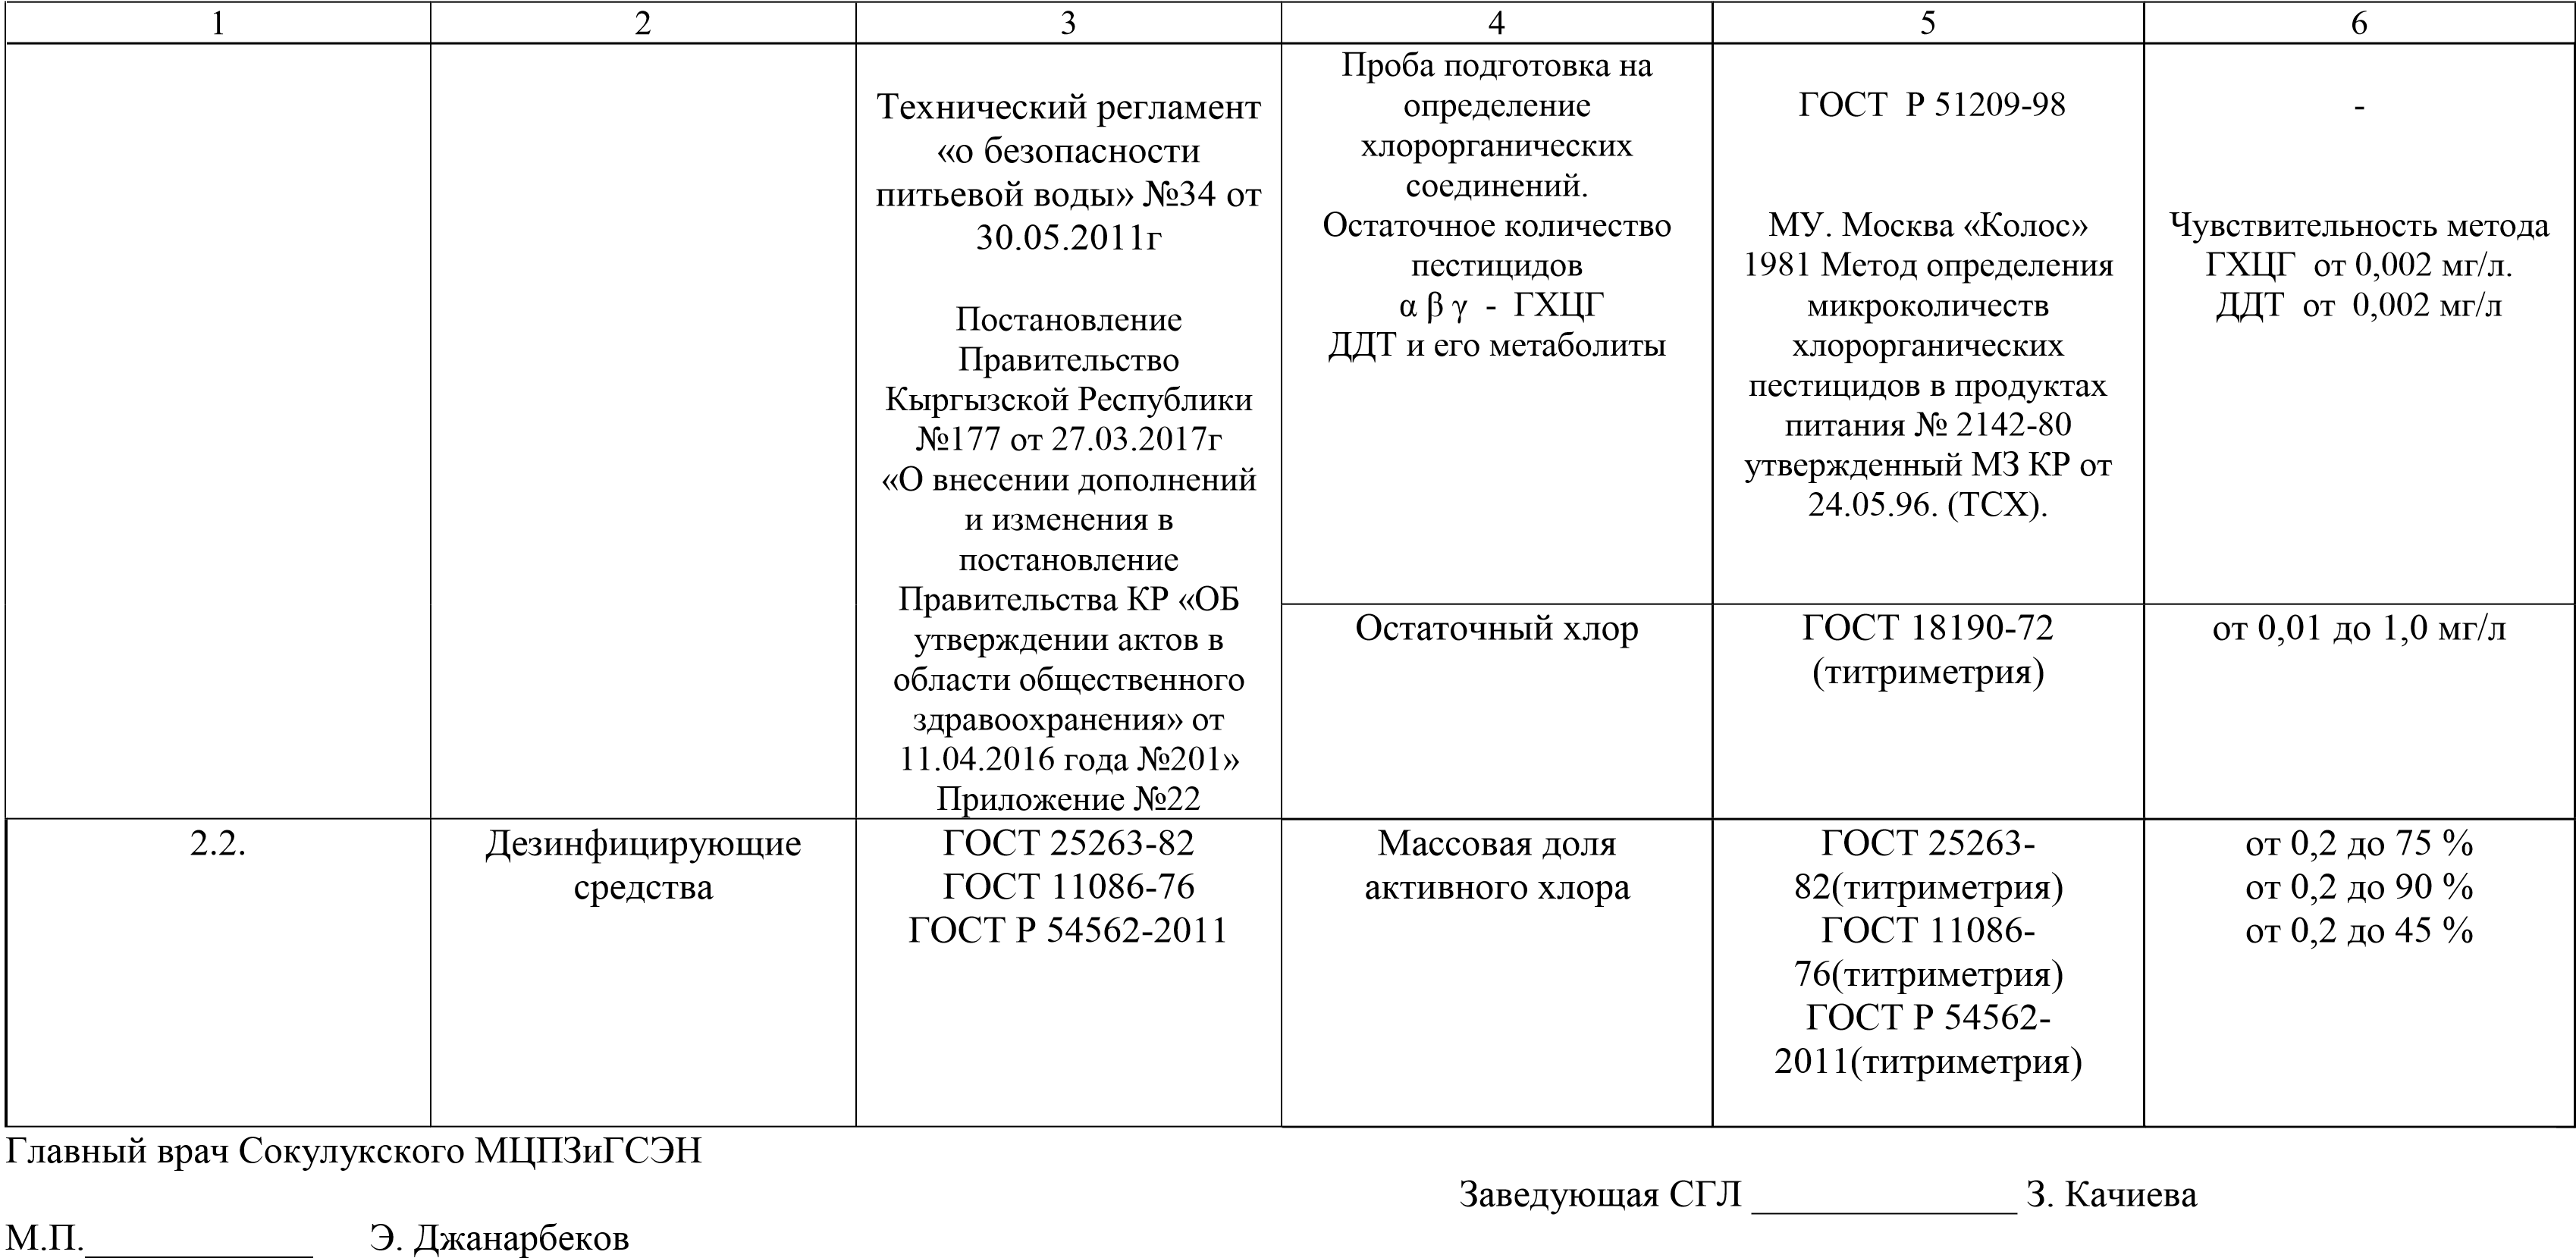 1
2
3
4
5
6
Технический регламент
«о безопасности
питьевой воды» №34 от
30.05.2011г
Постановление
Правительство
Кыргызской Республики
№177 от 27.03.2017г
«О внесении дополнений
и изменения в
постановление
Правительства КР «ОБ
утверждении актов в
области общественного
здравоохранения» от
11.04.2016 года №201»
Приложение №22
Проба подготовка на
определение
хлорорганических
соединений.
Остаточное количество
пестицидов
α β γ - ГХЦГ
ДДТ и его метаболиты
ГОСТ Р 51209-98
МУ. Москва «Колос»
1981 Метод определения
микроколичеств
хлорорганических
пестицидов в продуктах
питания № 2142-80
утвержденный МЗ КР от
24.05.96. (ТСХ).
-
Чувствительность метода
ГХЦГ от 0,002 мг/л.
ДДТ от 0,002 мг/л
Остаточный хлор
ГОСТ 18190-72
(титриметрия)
от 0,01 до 1,0 мг/л
2.2.
Дезинфицирующие
средства
ГОСТ 25263-82
ГОСТ 11086-76
ГОСТ Р 54562-2011
Массовая доля
активного хлора
ГОСТ 25263-
82(титриметрия)
ГОСТ 11086-
76(титриметрия)
ГОСТ Р 54562-
2011(титриметрия)
от 0,2 до 75 %
от 0,2 до 90 %
от 0,2 до 45 %
Главный врач Сокулукского МЦПЗиГСЭН
Заведующая СГЛ ______________ З. Качиева
М.П.____________ Э. Джанарбеков